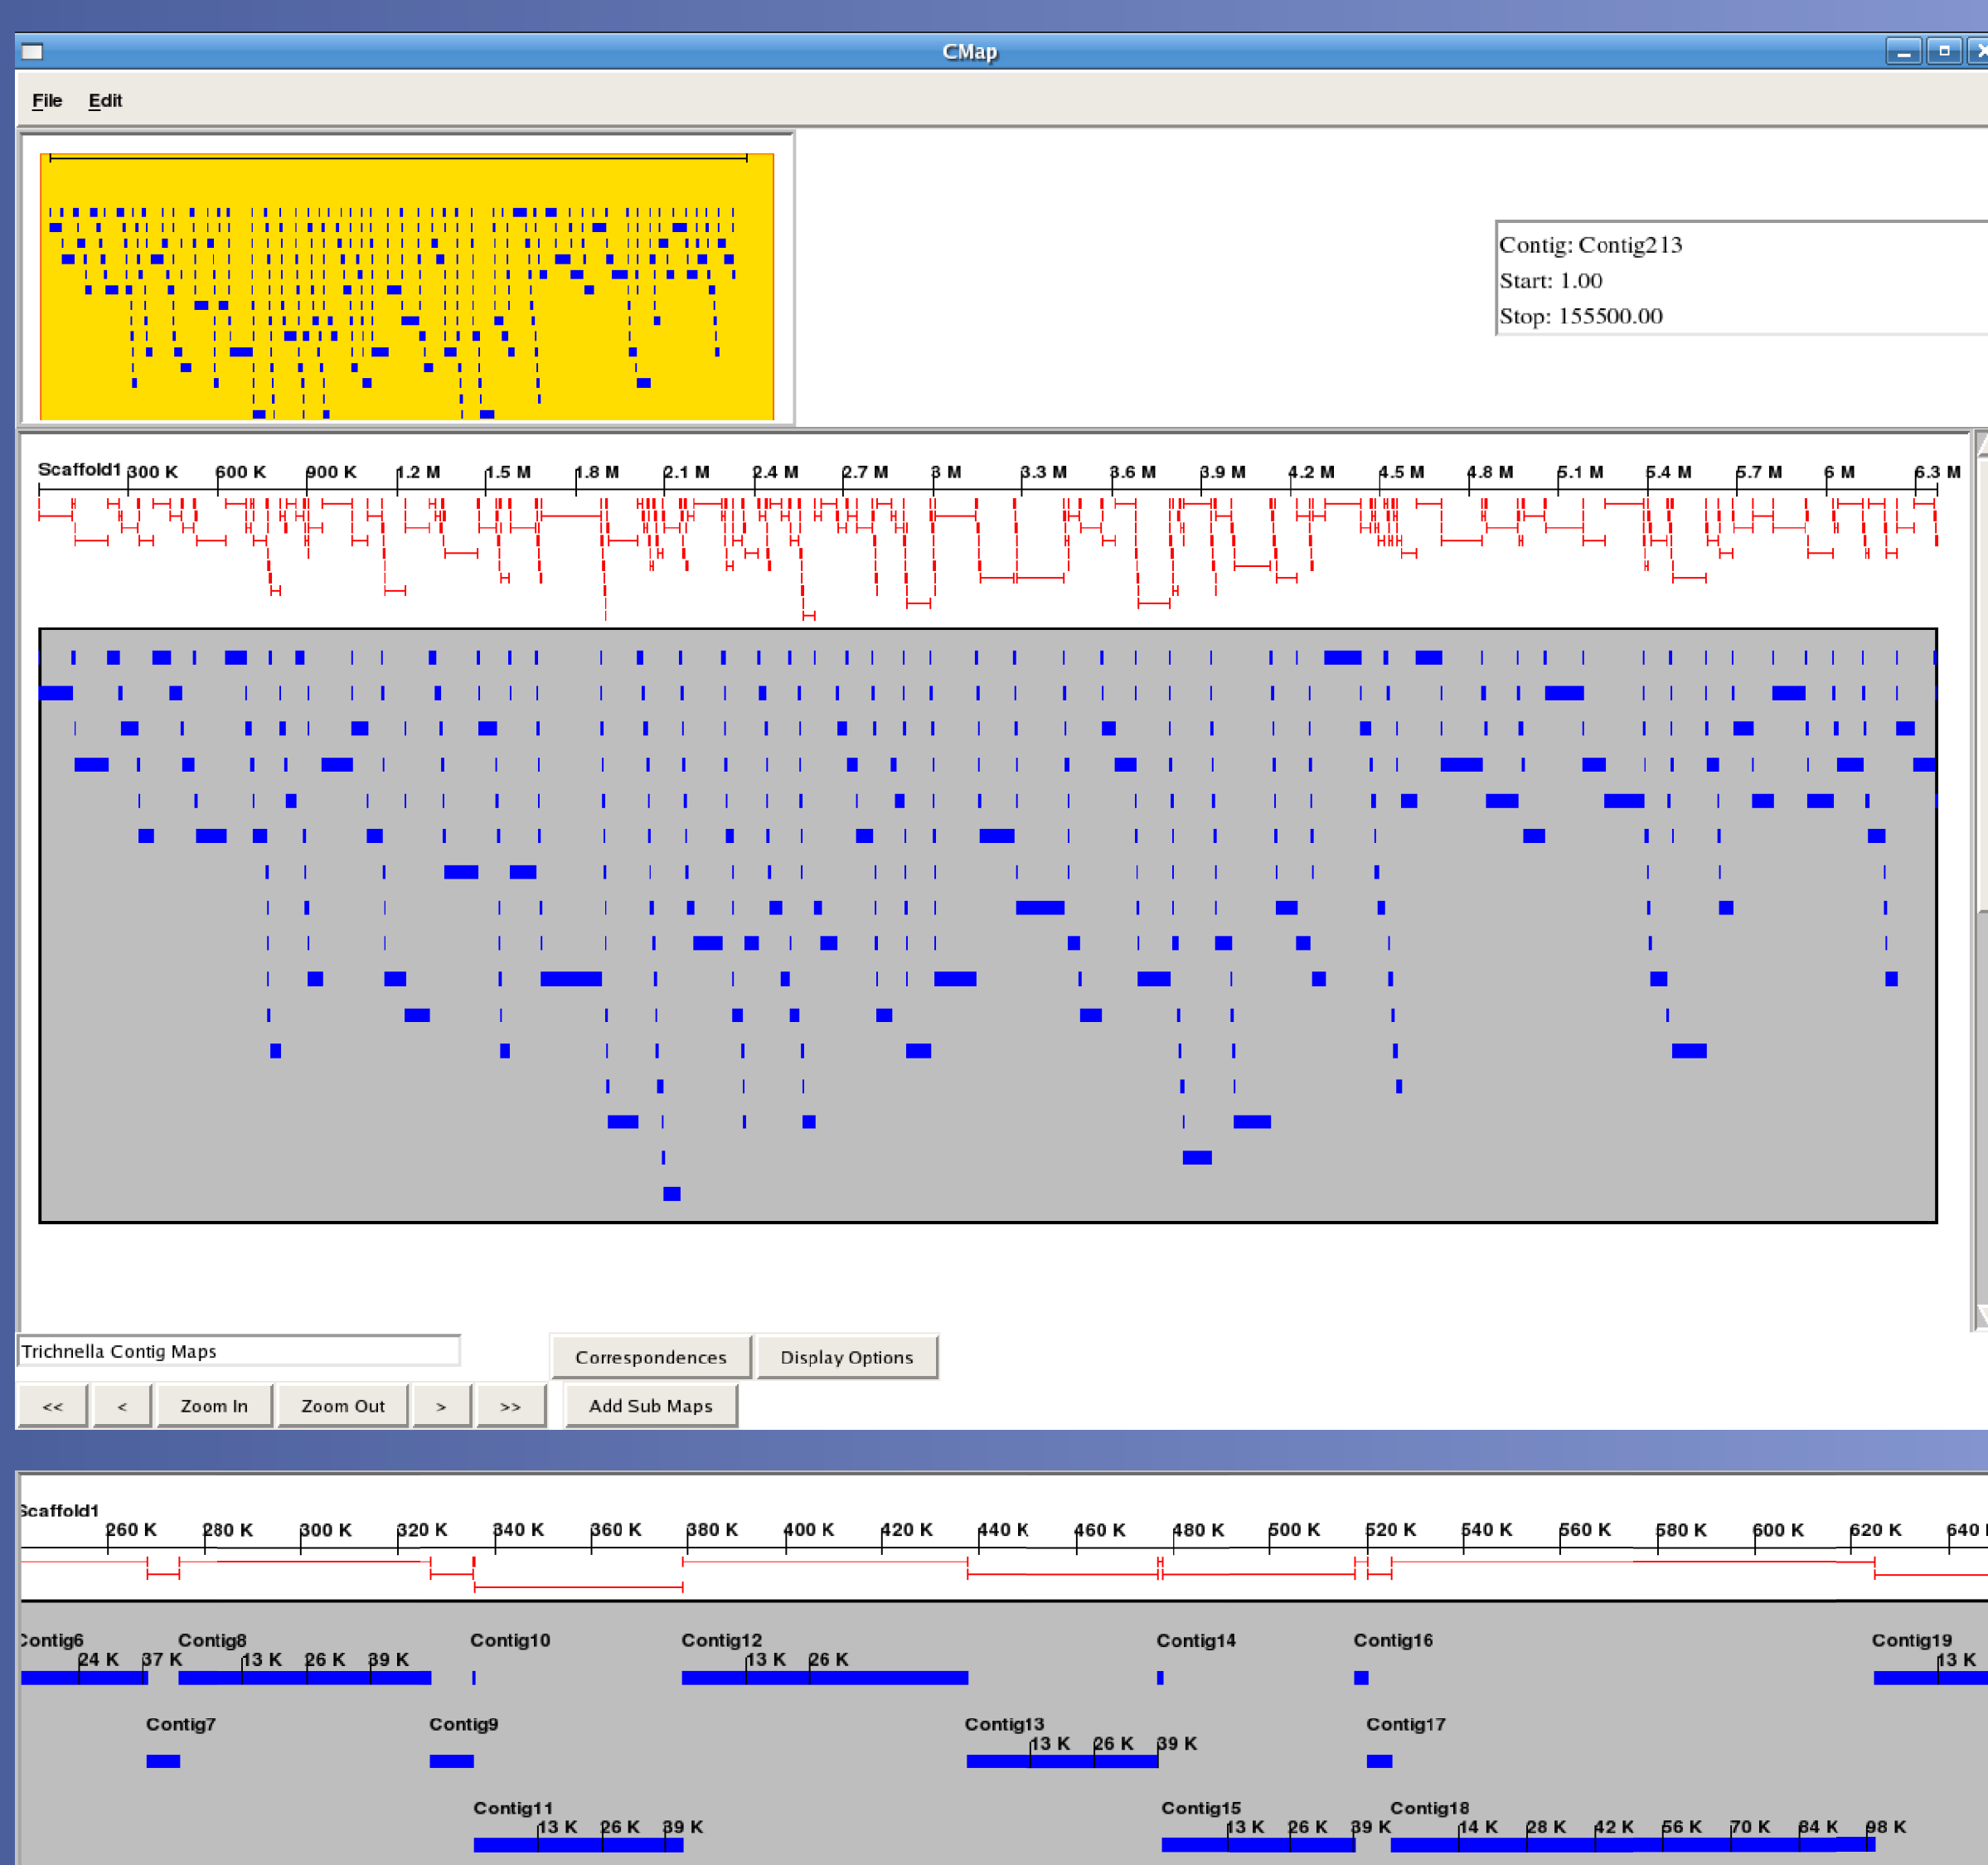 CMap
File Edit
Contig: Contig213
Start: 1.00
Stop: 155500.00
Scaffold1 300 K 600 K 900 K 1.2 M 1.5 M 1.8 M 2.1 M 2.4 M 2.7 M 3 M 3.3 M 3.6 M 3.9 M 4.2 M 4.5 M 4.8 M 5.1 M 5.4 M 5.7 M 6 M 6.3 M
Trichnella Contig Maps
Correspondences Display Options
<< < Zoom In Zoom Out > >> Add Sub Maps
Scaffold1
260 K 280 K 300 K 320 K 340 K 360 K 380 K 400 K 420 K 440 K 460 K 480 K 500 K 520 K 540 K 560 K 580 K 600 K 620 K 640
Contig6 Contig8 Contig10 Contig12 Contig14 Contig16 Contig19
24 K 37 K 13 K 26 K 39 K 13 K 26 K 13 K
Contig7 Contig9 Contig13 Contig17
13 K 26 K 39 K
Contig11 Contig15 Contig18
13 K 26 K 39 K 13 K 26 K 39 K 14 K 28 K 42 K 56 K 70 K 84 K 98 K